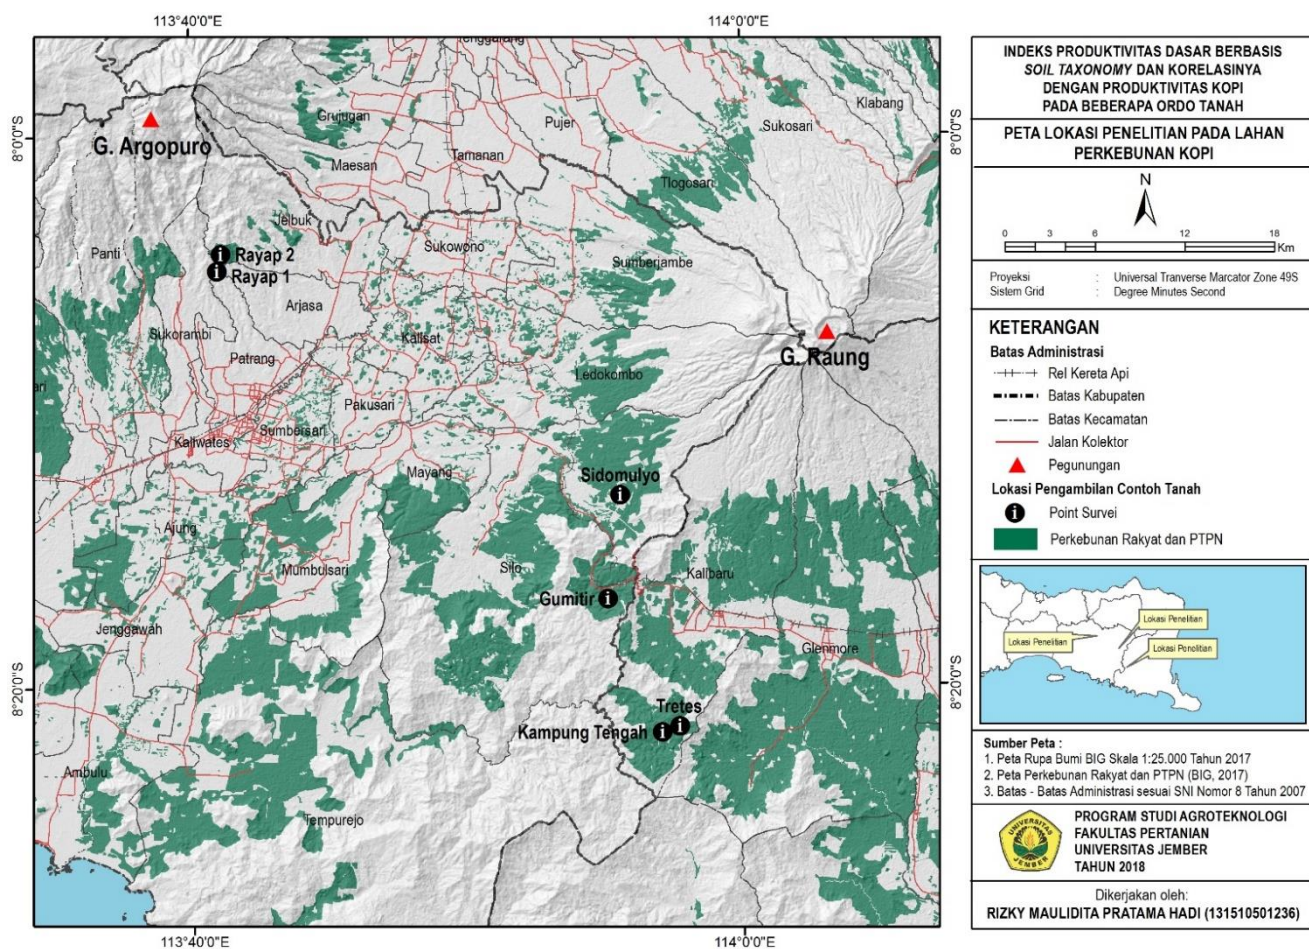 113°40'0"E
114°0'0"E
8°0'0"S
8°0'0"S
Tenggarang
Klabang
Grujugan
Pujer
Sukosari
G. Argopuro
Maesan
Tamanan
Tlogosari
Jelbuk
Panti
Rayap 2
Rayap 1
Sukowono
Sumberjambe
Arjasa
Sukorambi
Kalisat
G. Raung
Patrang
Ledokombo
Pakusari
Sumbersari
Kaliwates
Mayang
Sidomulyo
Ajung
Mumbulsari
Silo
Kalibaru
Gumitir
Jenggawah
Glenmore
8°20'0"S
8°20'0"S
Tretes
Kampung Tengah
Ambulu
Tempurejo
113°40'0"E
114°0'0"E
INDEKS PRODUKTIVITAS DASAR BERBASIS
SOIL TAXONOMY DAN KORELASINYA
DENGAN PRODUKTIVITAS KOPI
PADA BEBERAPA ORDO TANAH
PETA LOKASI PENELITIAN PADA LAHAN
PERKEBUNAN KOPI
N
0 3 6 12 18
Km
Proyeksi : Universal Tranverse Marcator Zone 49S
Sistem Grid : Degree Minutes Second
KETERANGAN
Batas Administrasi
Rel Kereta Api
Batas Kabupaten
Batas Kecamatan
Jalan Kolektor
Pegunungan
Lokasi Pengambilan Contoh Tanah
Point Survei
Perkebunan Rakyat dan PTPN
Lokasi Penelitian
Lokasi Penelitian
Lokasi Penelitian
Sumber Peta :
1. Peta Rupa Bumi BIG Skala 1:25.000 Tahun 2017
2. Peta Perkebunan Rakyat dan PTPN (BIG, 2017)
3. Batas - Batas Administrasi sesuai SNI Nomor 8 Tahun 2007
UNIVERSITAS
JEMBER
PROGRAM STUDI AGROTEKNOLOGI
FAKULTAS PERTANIAN
UNIVERSITAS JEMBER
TAHUN 2018
Dikerjakan oleh:
RIZKY MAULIDITA PRATAMA HADI (131510501236)